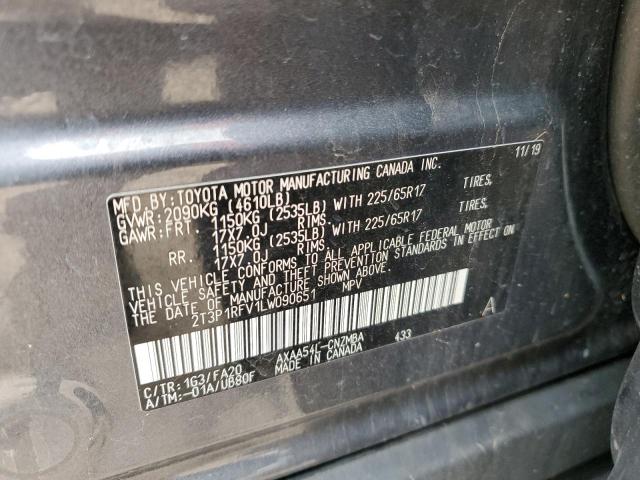 MFD.BY:TOYOTA MOTOR MANUFACTURING CANADA INC. 11/19
GVWR:2090KG (4610LB)
GAWR:FRT. 1150KG (2535LB) WITH 225/65R17 TIRES,
17X7.0J RIMS,
RR. 1150KG (2535LB) WITH 225/65R17 TIRES,
17X7.0J RIMS.
THIS VEHICLE CONFORMS TO ALL APPLICABLE FEDERAL MOTOR
VEHICLE SAFETY AND THEFT PREVENTION STANDARDS IN EFFECT ON
THE DATE OF MANUFACTURE SHOWN ABOVE.
2T3P1RFV1LW090651 MPV
A
C/TR:1G3/FA20 AXAA54L-CNZMBA 433
A/TM:-01A/UB80F MADE IN CANADA